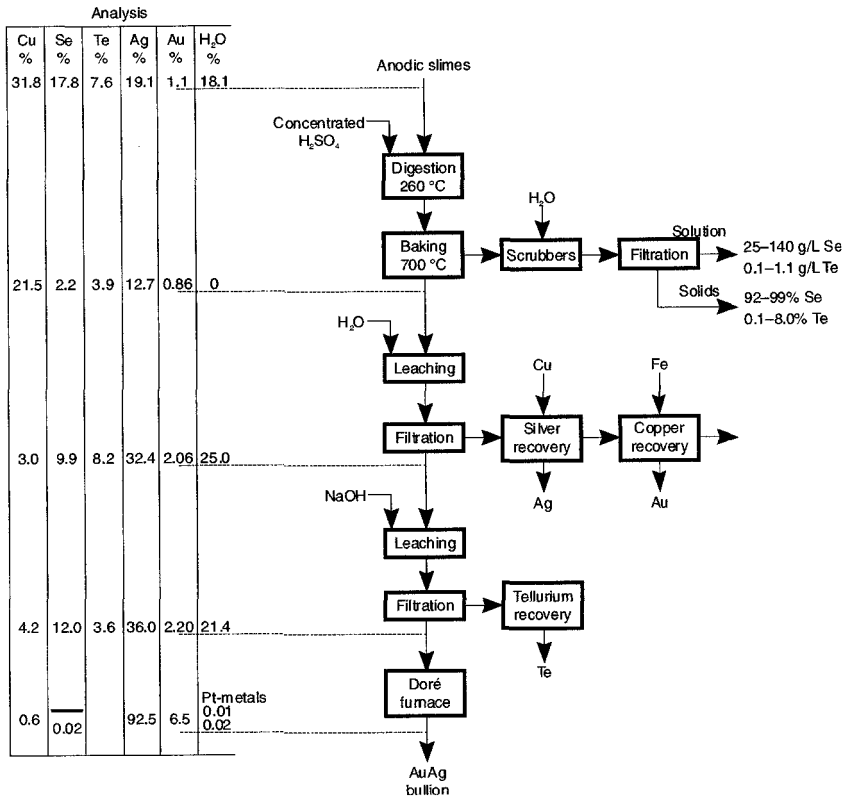 Analysis
Cu Se Te Ag Au H₂O
% % % % % %
31.8 17.8 7.6 19.1 1.1 18.1
Anodic slimes
Concentrated
H₂SO₄
Digestion
260 °C
H₂O
Baking
700 °C
Scrubbers
Filtration
Solution
25–140 g/L Se
0.1–1.1 g/L Te
Solids
92–99% Se
0.1–8.0% Te
21.5 2.2 3.9 12.7 0.86 0
H₂O
Leaching
Cu
Fe
Filtration
Silver
recovery
Copper
recovery
3.0 9.9 8.2 32.4 2.06 25.0
Ag
Au
NaOH
Leaching
Filtration
Tellurium
recovery
4.2 12.0 3.6 36.0 2.20 21.4
Te
Doré
furnace
Pt-metals
0.01
0.6 0.02 92.5 6.5 0.02
AuAg
bullion